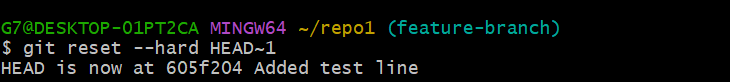 G7@DESKTOP-01PT2CA MINGW64 ~/repo1 (feature-branch)
$ git reset --hard HEAD~1
HEAD is now at 605f204 Added test line